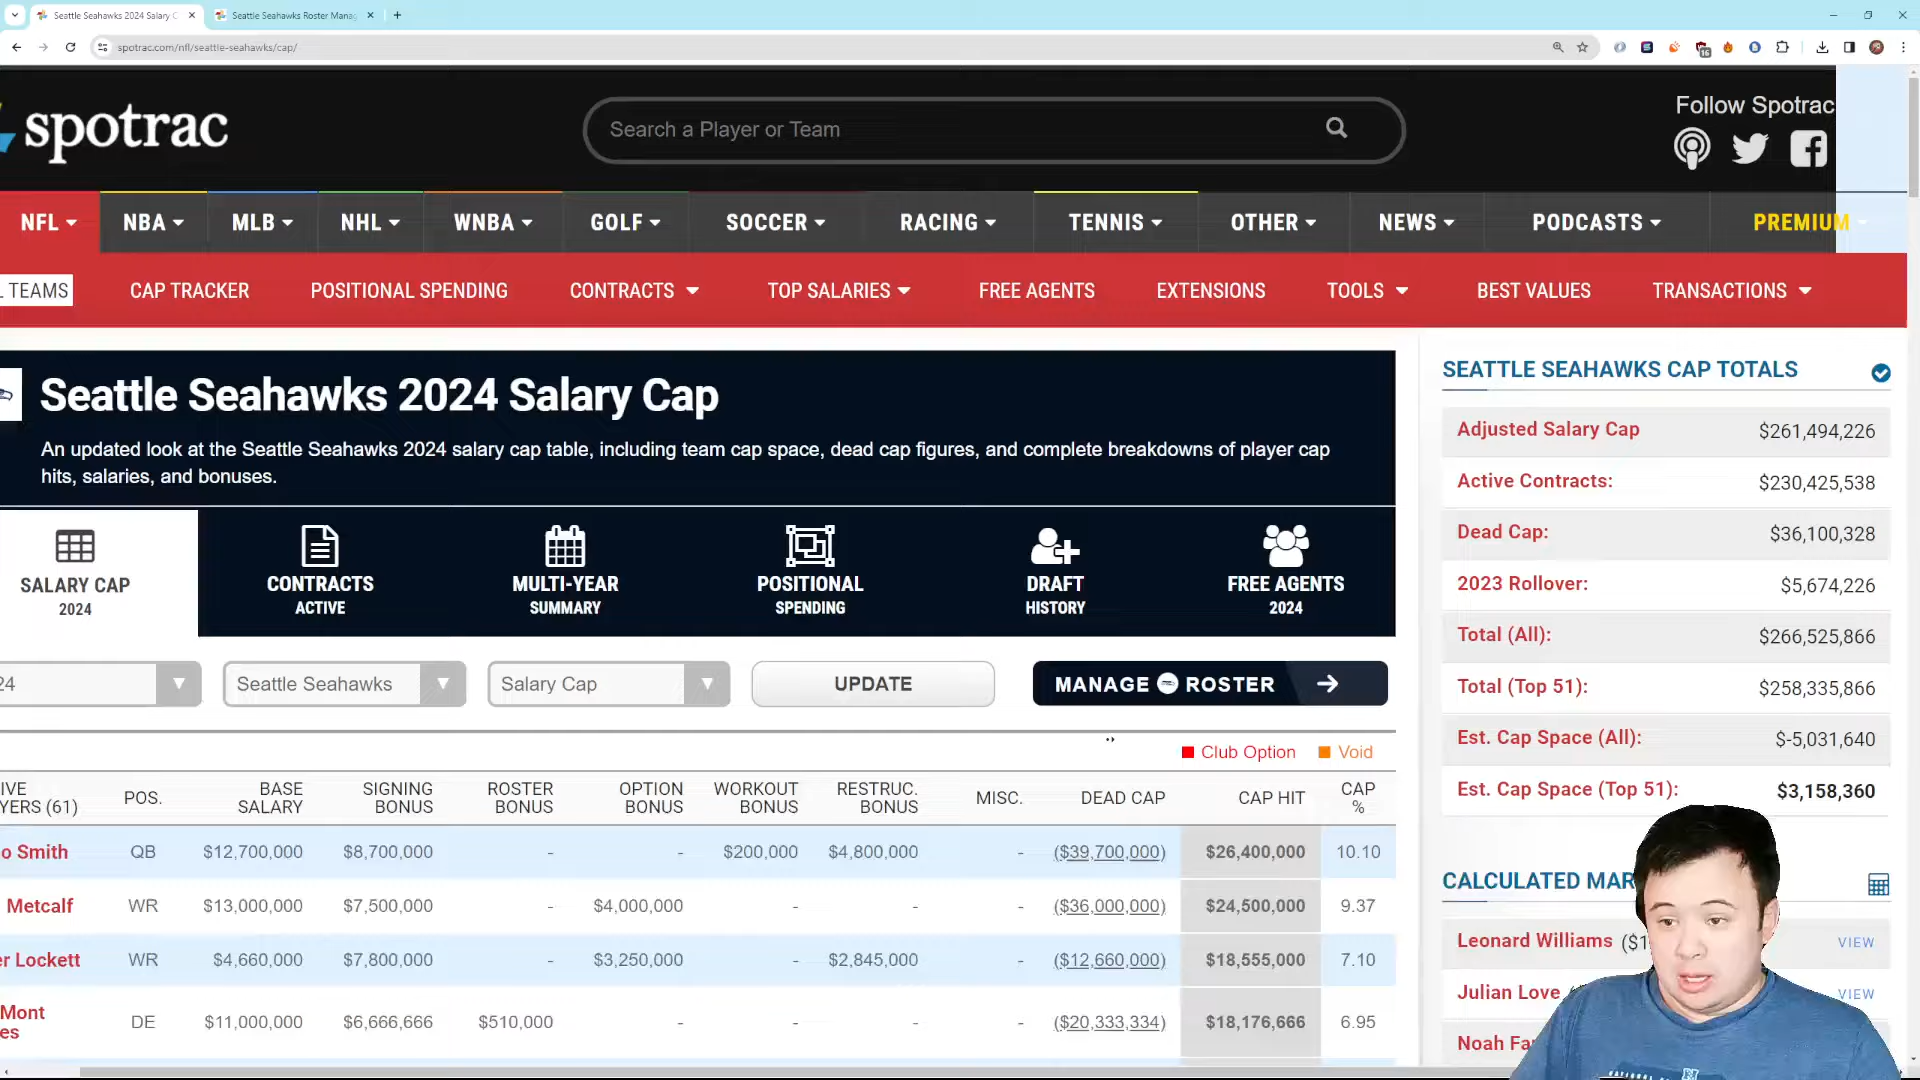 Seattle Seahawks 2024 Salary C
Seattle Seahawks Roster Manag
spotrac.com/nfl/seattle-seahawks/cap/
16
spotrac
Search a Player or Team
Follow Spotrac
NFL
NBA
MLB
NHL
WNBA
GOLF
SOCCER
RACING
TENNIS
OTHER
NEWS
PODCASTS
PREMIUM
L TEAMS
CAP TRACKER
POSITIONAL SPENDING
CONTRACTS
TOP SALARIES
FREE AGENTS
EXTENSIONS
TOOLS
BEST VALUES
TRANSACTIONS
Seattle Seahawks 2024 Salary Cap
An updated look at the Seattle Seahawks 2024 salary cap table, including team cap space, dead cap figures, and complete breakdowns of player cap
hits, salaries, and bonuses.
SALARY CAP
2024
CONTRACTS
ACTIVE
MULTI-YEAR
SUMMARY
POSITIONAL
SPENDING
DRAFT
HISTORY
FREE AGENTS
2024
24
Seattle Seahawks
Salary Cap
UPDATE
MANAGE ROSTER
Club Option
Void
IVE
YERS (61)
POS.
BASE
SALARY
SIGNING
BONUS
ROSTER
BONUS
OPTION
BONUS
WORKOUT
BONUS
RESTRUC.
BONUS
MISC.
DEAD CAP
CAP HIT
CAP
%
o Smith QB $12,700,000 $8,700,000 - - $200,000 $4,800,000 - ($39,700,000) $26,400,000 10.10
Metcalf WR $13,000,000 $7,500,000 - $4,000,000 - - - ($36,000,000) $24,500,000 9.37
er Lockett WR $4,660,000 $7,800,000 - $3,250,000 - $2,845,000 - ($12,660,000) $18,555,000 7.10
Mont
es
DE $11,000,000 $6,666,666 $510,000 - - - - ($20,333,334) $18,176,666 6.95
SEATTLE SEAHAWKS CAP TOTALS
Adjusted Salary Cap $261,494,226
Active Contracts: $230,425,538
Dead Cap: $36,100,328
2023 Rollover: $5,674,226
Total (All): $266,525,866
Total (Top 51): $258,335,866
Est. Cap Space (All): $-5,031,640
Est. Cap Space (Top 51): $3,158,360
CALCULATED MAR
Leonard Williams ($1 VIEW
Julian Love VIEW
Noah Fa